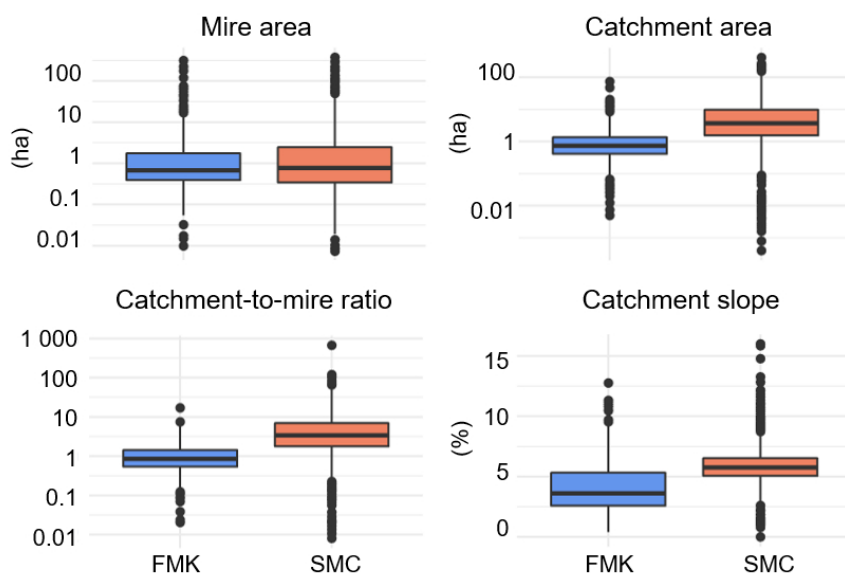 Mire area
100
10
1
0.1
0.01
(ha)
Catchment area
100
1
0.01
(ha)
Catchment-to-mire ratio
1 000
100
10
1
0.1
0.01
FMK SMC
Catchment slope
15
10
5
0
(%)
FMK SMC